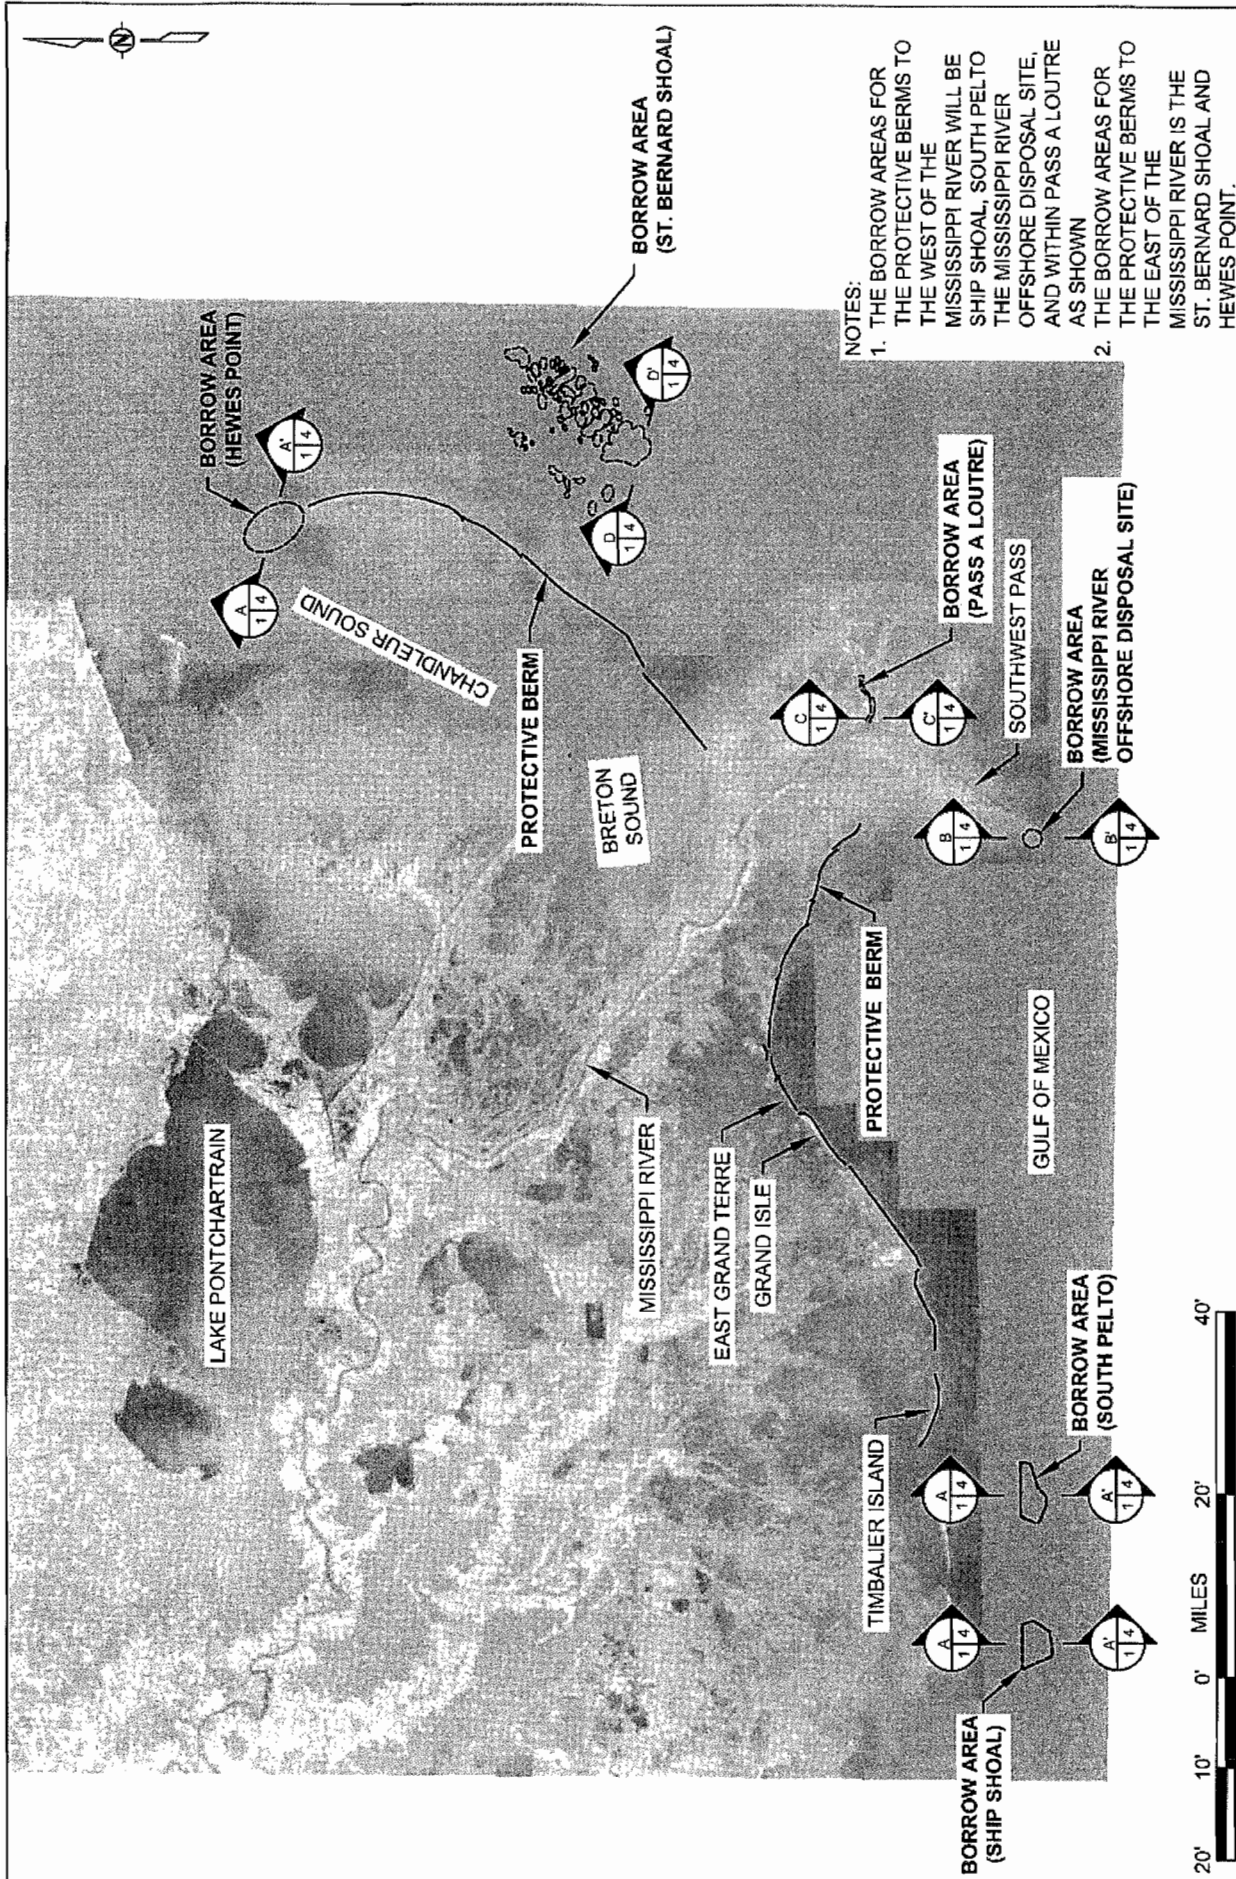 N
BORROW AREA
(HEWES POINT)
A'
1 4
A
1 4
CHANDLEUR SOUND
BORROW AREA
(ST. BERNARD SHOAL)
D'
1 4
D
1 4
LAKE PONTCHARTRAIN
PROTECTIVE BERM
BRETON
SOUND
MISSISSIPPI RIVER
EAST GRAND TERRE
GRAND ISLE
TIMBALIER ISLAND
PROTECTIVE BERM
C
1 4
C'
1 4
BORROW AREA
(PASS A LOUTRE)
SOUTHWEST PASS
B
1 4
B'
1 4
BORROW AREA
(MISSISSIPPI RIVER
OFFSHORE DISPOSAL SITE)
GULF OF MEXICO
A
1 4
A'
1 4
BORROW AREA
(SOUTH PELTO)
A
1 4
A'
1 4
BORROW AREA
(SHIP SHOAL)
NOTES:
1. THE BORROW AREAS FOR
THE PROTECTIVE BERMS TO
THE WEST OF THE
MISSISSIPPI RIVER WILL BE
SHIP SHOAL, SOUTH PELTO
THE MISSISSIPPI RIVER
OFFSHORE DISPOSAL SITE,
AND WITHIN PASS A LOUTRE
AS SHOWN
2. THE BORROW AREAS FOR
THE PROTECTIVE BERMS TO
THE EAST OF THE
MISSISSIPPI RIVER IS THE
ST. BERNARD SHOAL AND
HEWES POINT.
MILES
20' 10' 0' 20' 40'